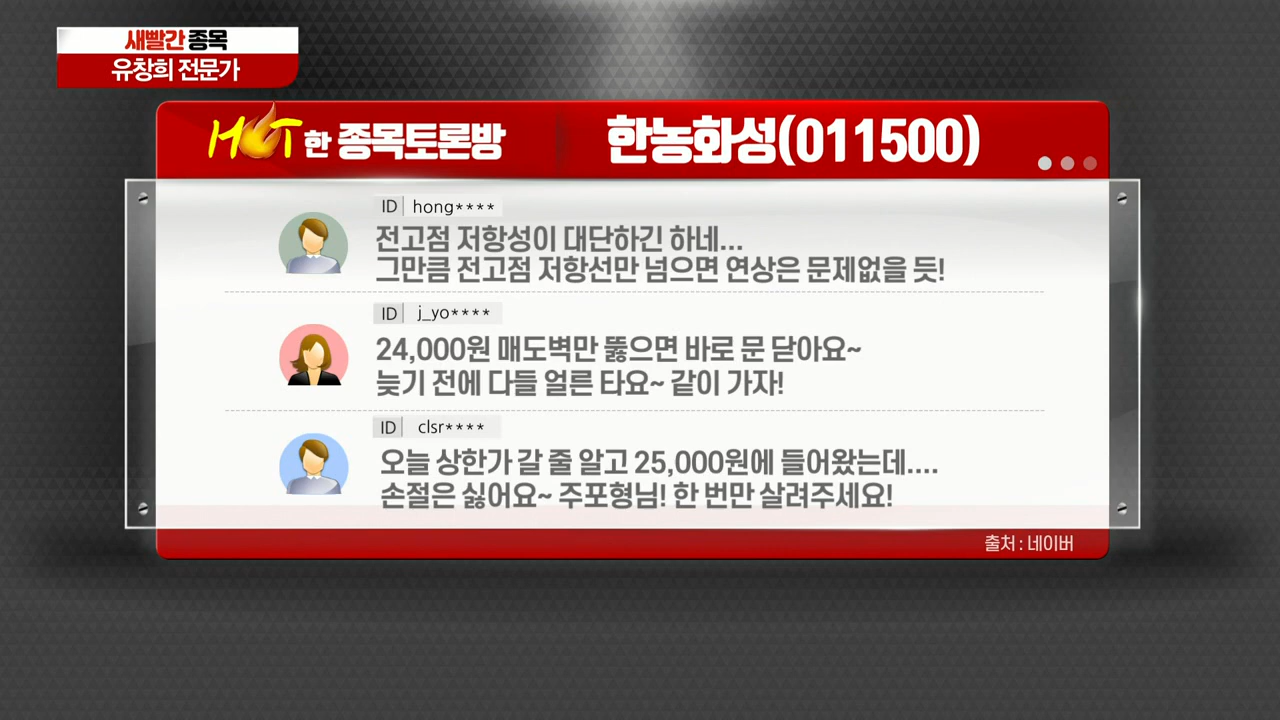 새빨간 종목
유창희 전문가
HOT한 종목토론방
한농화성(011500)
ID hong****
전고점 저항성이 대단하긴 하네...
그만큼 전고점 저항선만 넘으면 연상은 문제없을 듯!
ID j_yo****
24,000원 매도벽만 뚫으면 바로 문 닫아요~
늦기 전에 다들 얼른 타요~ 같이 가자!
ID clsr****
오늘 상한가 갈 줄 알고 25,000원에 들어왔는데....
손절은 싫어요~ 주포형님! 한 번만 살려주세요!
출처 : 네이버